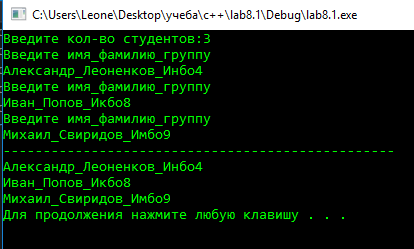 C:\Users\Leone\Desktop\учеба\c++\lab8.1\Debug\lab8.1.exe
Введите кол-во студентов:3
Введите имя_фамилию_группу
Александр_Леоненков_Инбо4
Введите имя_фамилию_группу
Иван_Попов_Икбо8
Введите имя_фамилию_группу
Михаил_Свиридов_Имбо9
------------------------------------------------
Александр_Леоненков_Инбо4
Иван_Попов_Икбо8
Михаил_Свиридов_Имбо9
Для продолжения нажмите любую клавишу . . .